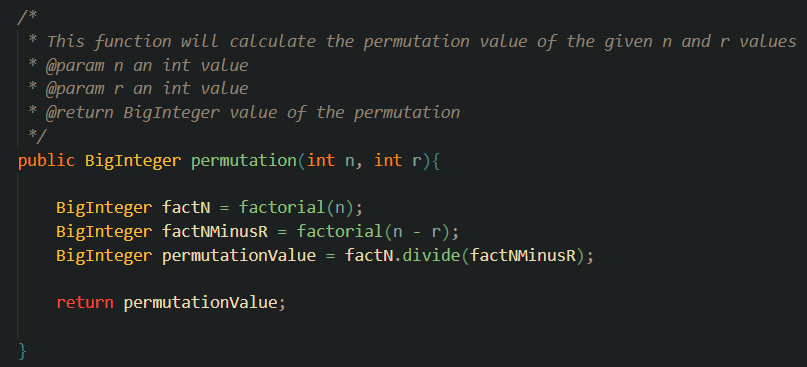 /*
 * This function will calculate the permutation value of the given n and r values
 * @param n an int value
 * @param r an int value
 * @return BigInteger value of the permutation
 */
public BigInteger permutation(int n, int r){
    BigInteger factN = factorial(n);
    BigInteger factNMinusR = factorial(n - r);
    BigInteger permutationValue = factN.divide(factNMinusR);
    return permutationValue;
}